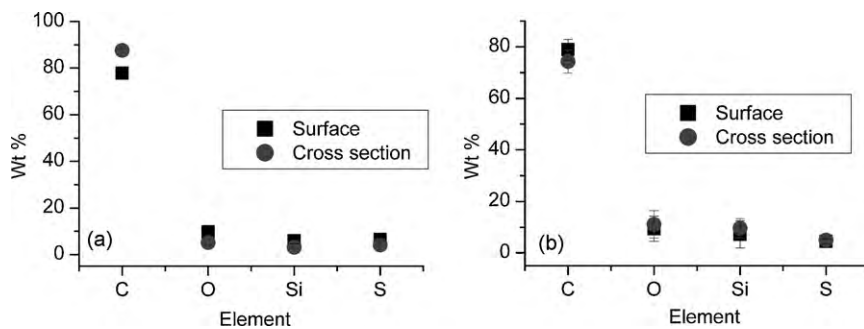 100
80
60
40
20
0
Wt %
Surface
Cross section
(a)
C
O
Si
S
Element
80
60
40
20
0
Wt %
Surface
Cross section
(b)
C
O
Si
S
Element